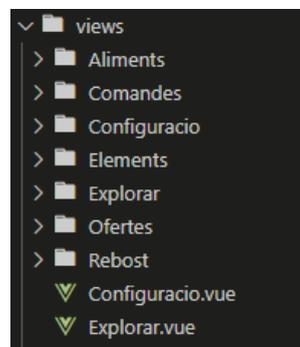 views
Aliments
Comandes
Configuracio
Elements
Explorar
Ofertes
Rebost
Configuracio.vue
Explorar.vue